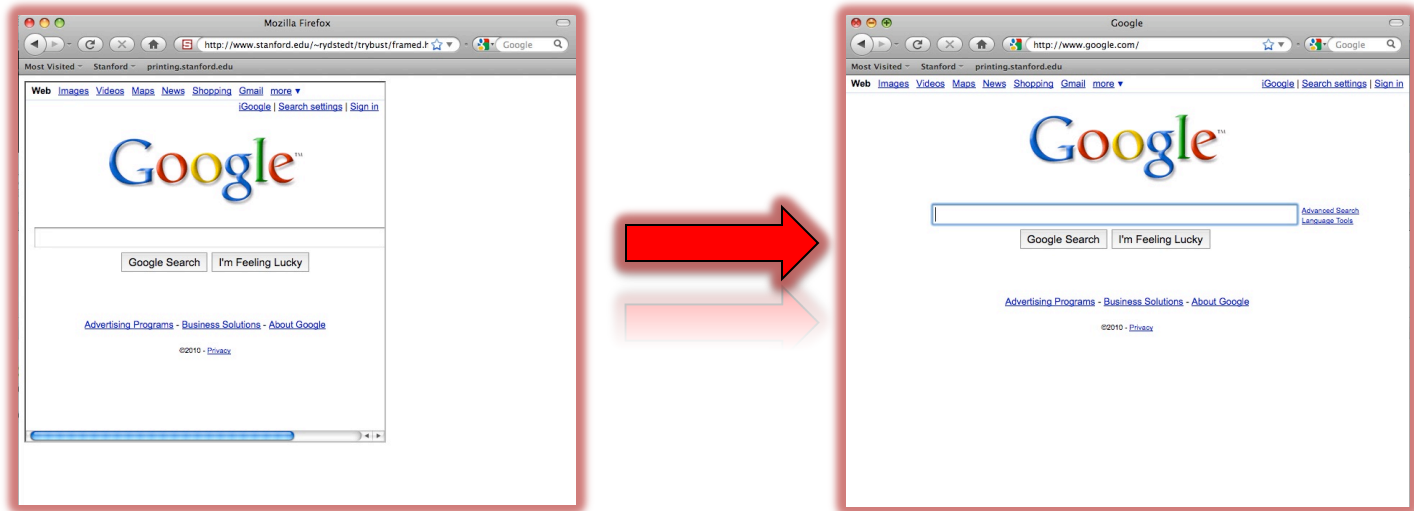 Mozilla Firefox
http://www.stanford.edu/~rydstedt/trybust/framed.h
Google
Most Visited Stanford printing.stanford.edu
Web Images Videos Maps News Shopping Gmail more ▼
iGoogle | Search settings | Sign in
Google™
Google Search I'm Feeling Lucky
Advertising Programs - Business Solutions - About Google
©2010 - Privacy
Google
http://www.google.com/
Google
Most Visited Stanford printing.stanford.edu
Web Images Videos Maps News Shopping Gmail more ▼ iGoogle | Search settings | Sign in
Google™
Advanced Search
Language Tools
Google Search I'm Feeling Lucky
Advertising Programs - Business Solutions - About Google
©2010 - Privacy